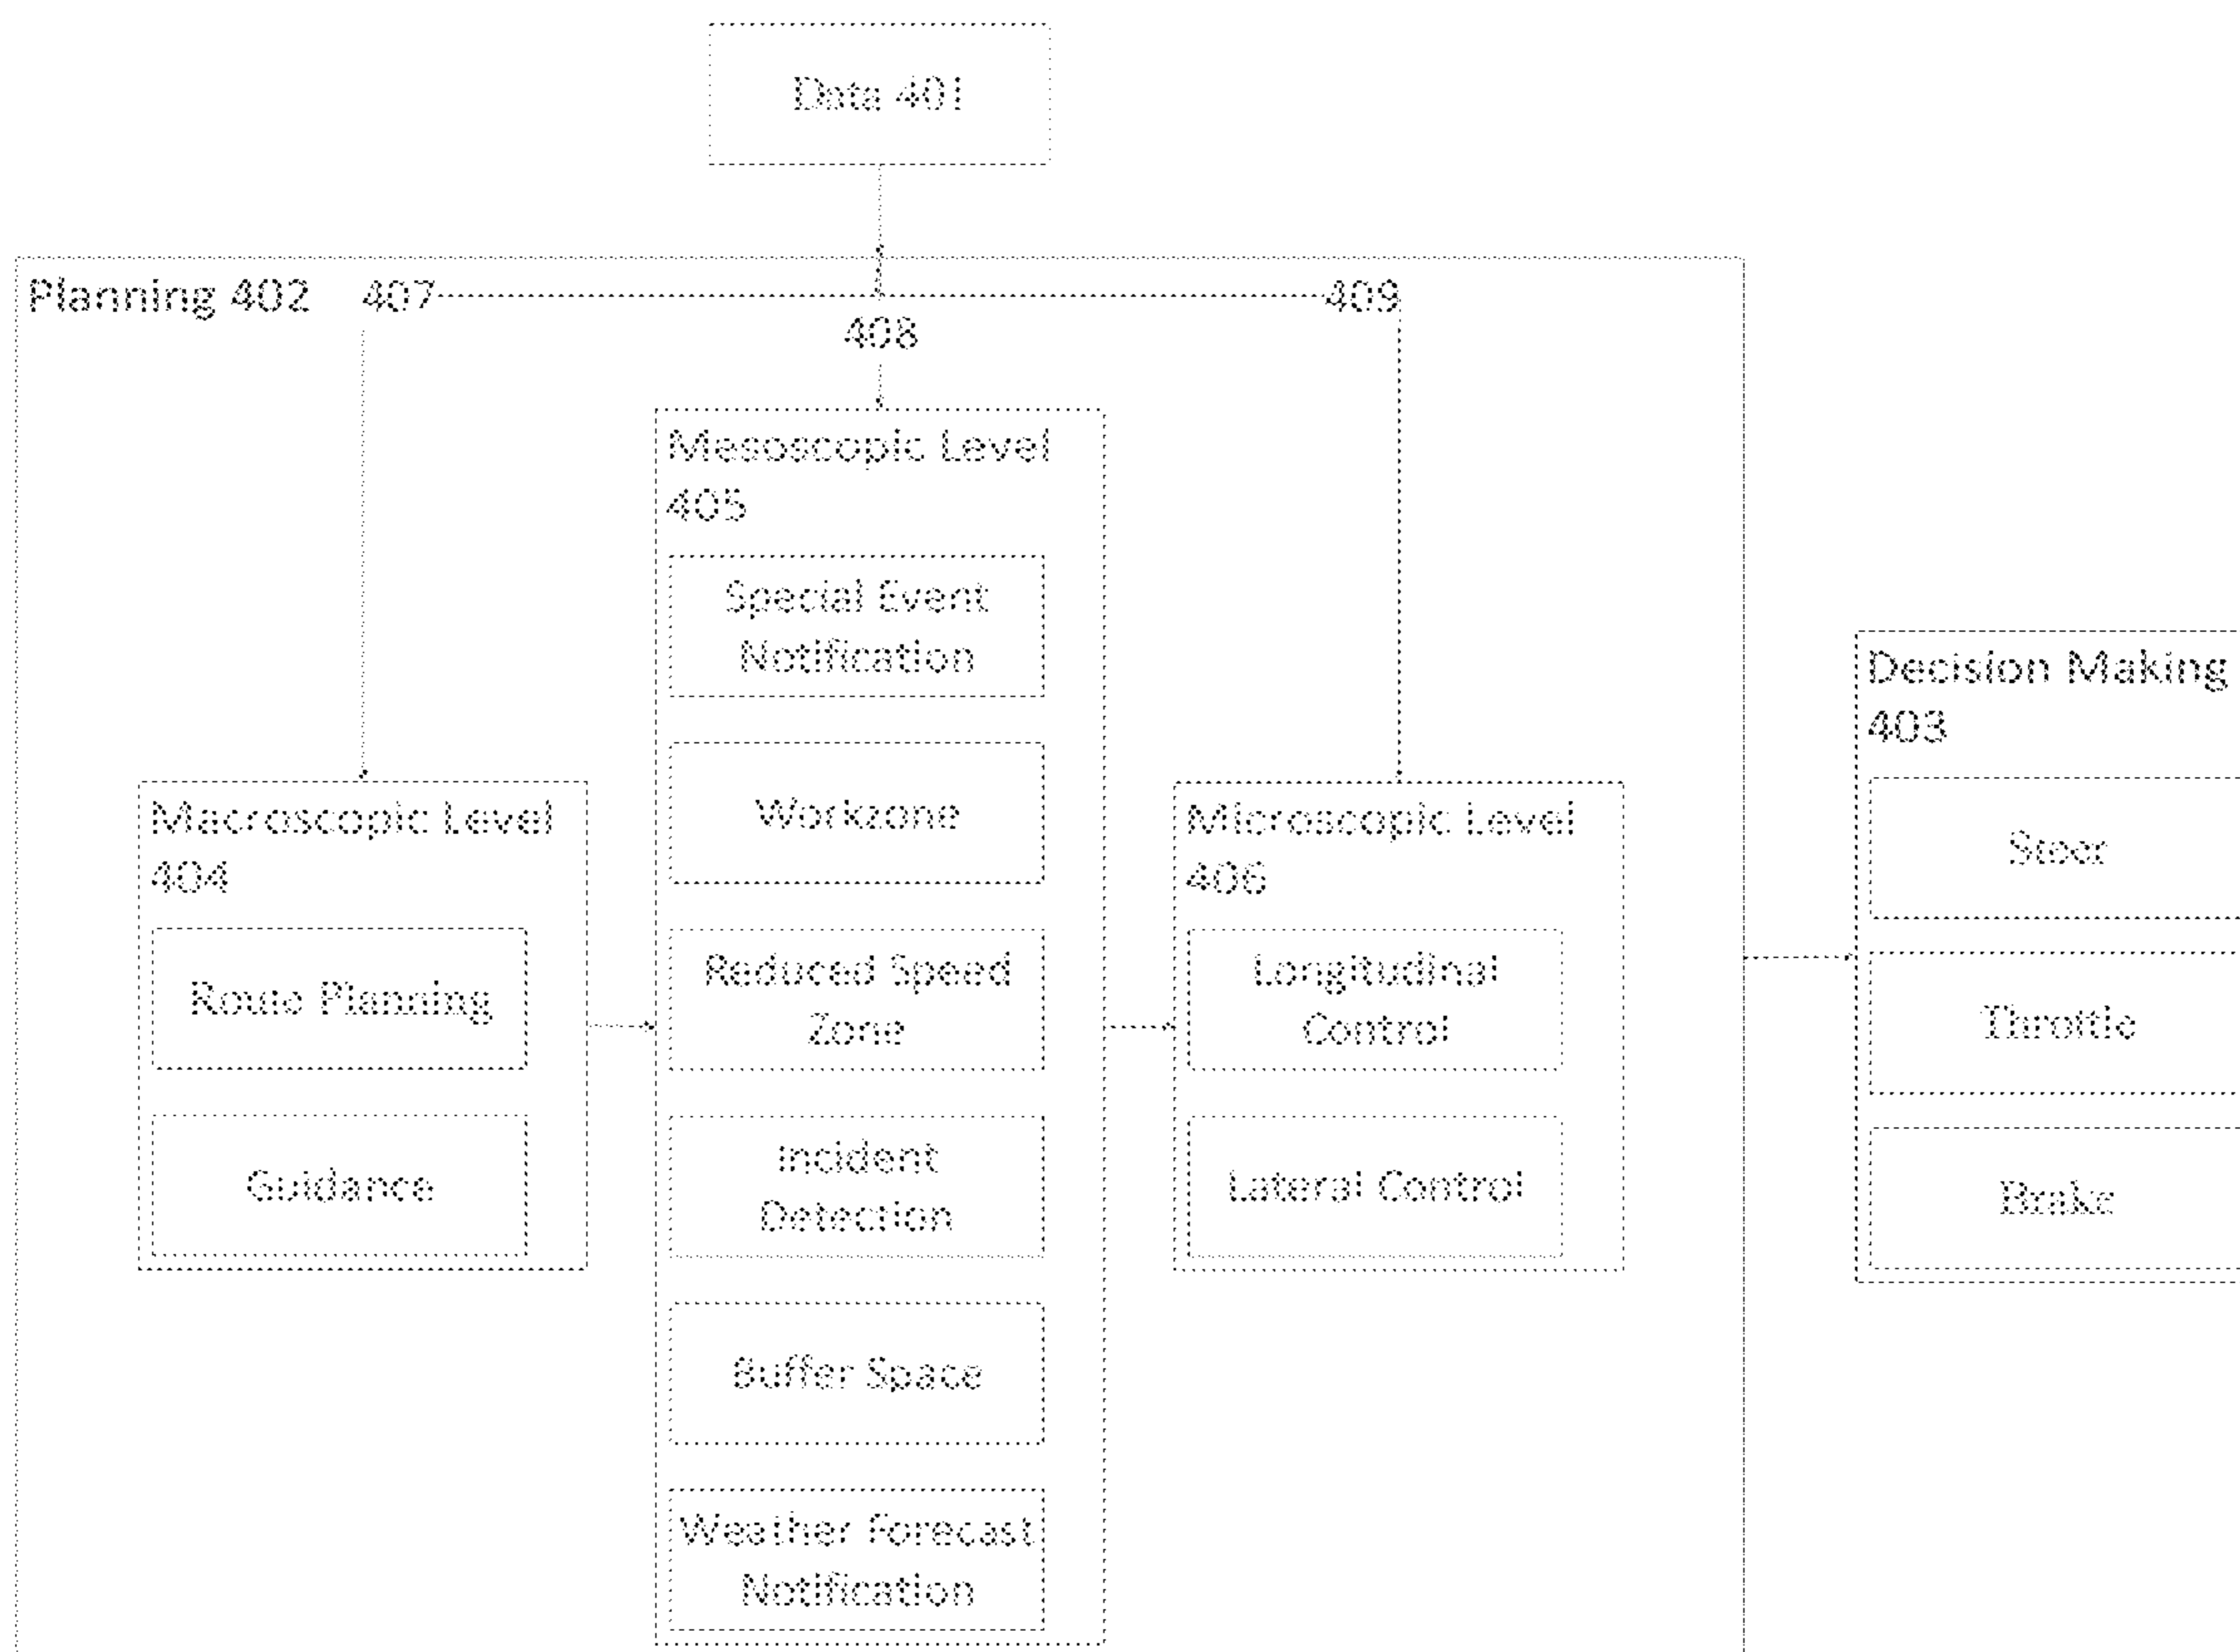 Data 401
Planning 402
407
409
408
Mesoscopic Level
405
Special Event
Notification
Workzone
Reduced Speed
Zone
Incident
Detection
Buffer Space
Weather Forecast
Notification
Macroscopic Level
404
Route Planning
Guidance
Microscopic Level
406
Longitudinal
Control
Lateral Control
Decision Making
403
Steer
Throttle
Brake